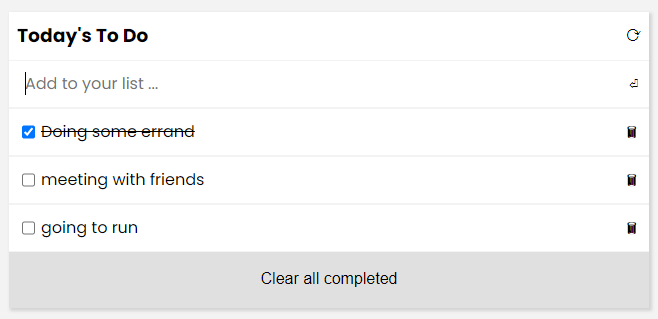 Today's To Do
Add to your list ...
Doing some errand
meeting with friends
going to run
Clear all completed